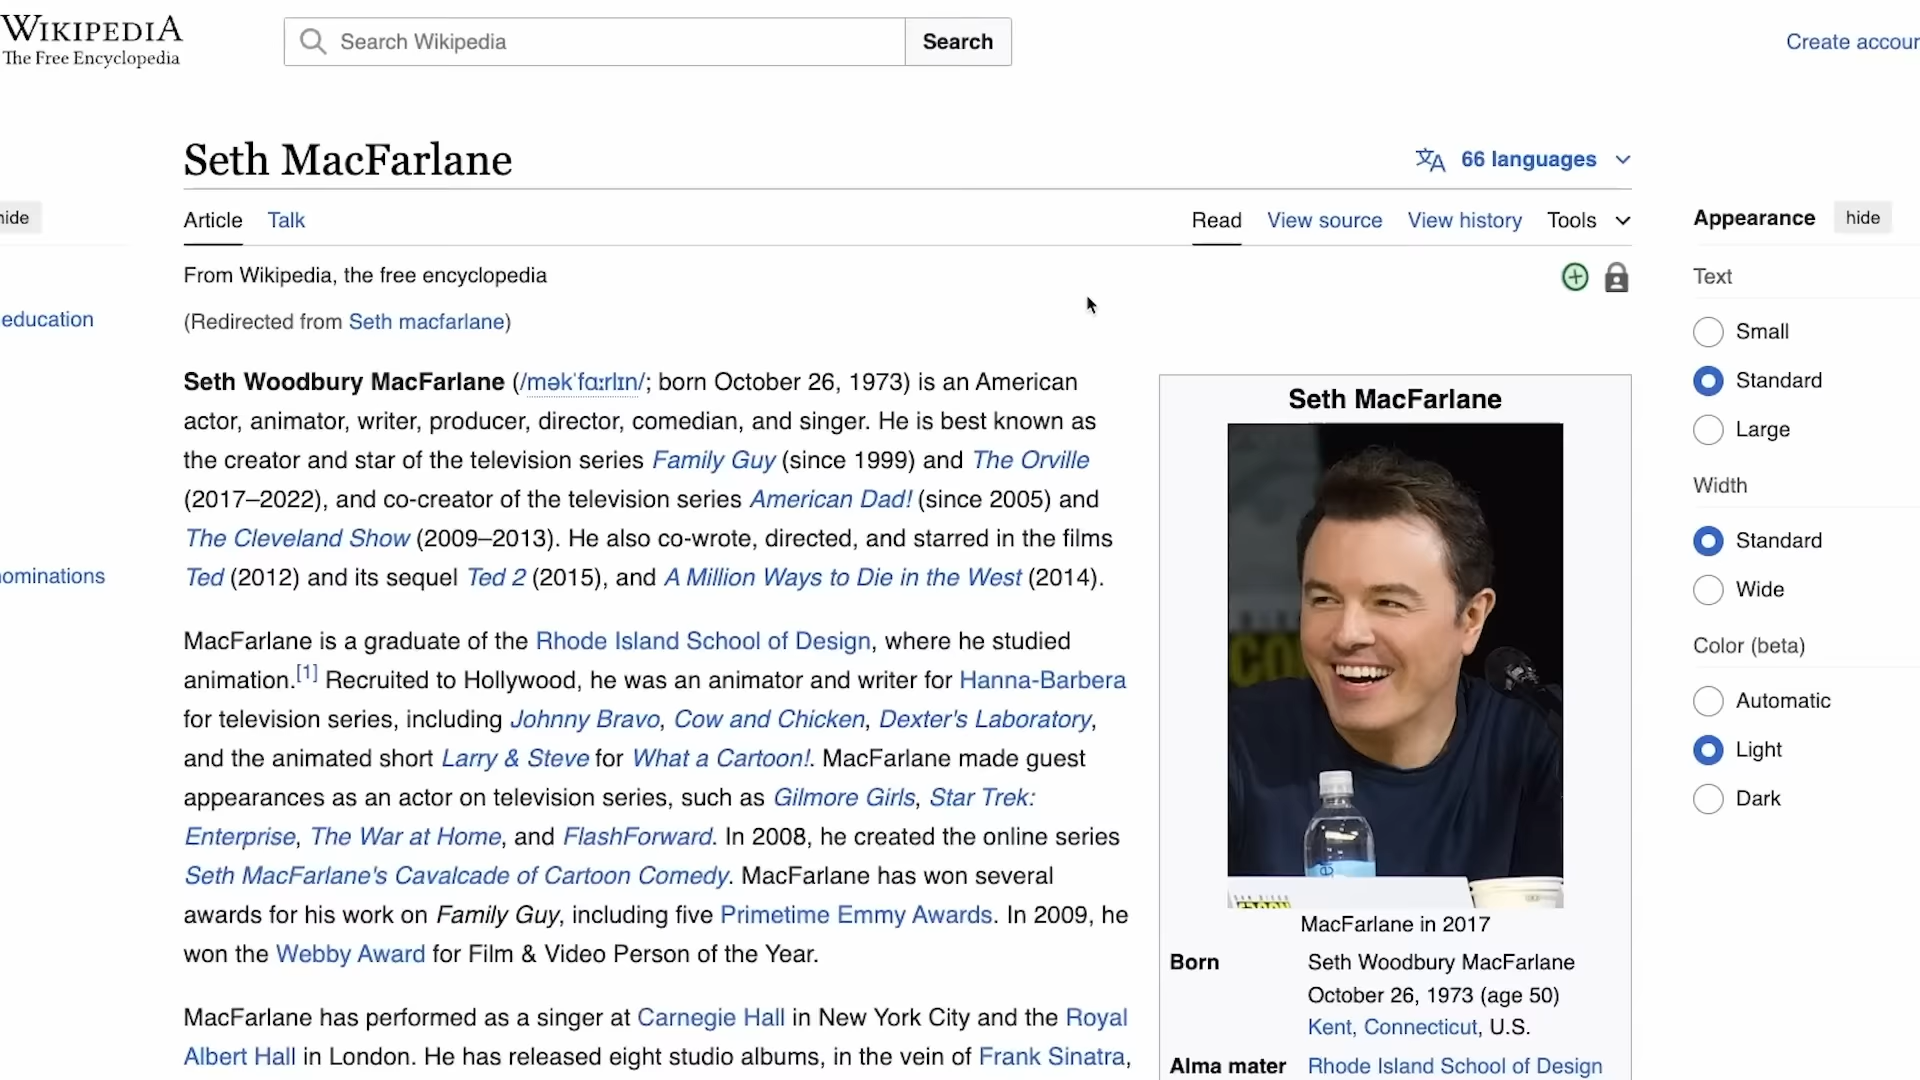 WIKIPEDIA
The Free Encyclopedia
Search Wikipedia
Search
Create accour
Seth MacFarlane
66 languages
hide
Article
Talk
Read
View source
View history
Tools
Appearance
hide
From Wikipedia, the free encyclopedia
Text
education
(Redirected from Seth macfarlane)
Small
Seth Woodbury MacFarlane (/məkˈfɑːrlɪn/; born October 26, 1973) is an American
actor, animator, writer, producer, director, comedian, and singer. He is best known as
the creator and star of the television series Family Guy (since 1999) and The Orville
(2017–2022), and co-creator of the television series American Dad! (since 2005) and
The Cleveland Show (2009–2013). He also co-wrote, directed, and starred in the films
Ted (2012) and its sequel Ted 2 (2015), and A Million Ways to Die in the West (2014).
Seth MacFarlane
Standard
Large
Width
Standard
ominations
Wide
MacFarlane is a graduate of the Rhode Island School of Design, where he studied
animation.[1] Recruited to Hollywood, he was an animator and writer for Hanna-Barbera
for television series, including Johnny Bravo, Cow and Chicken, Dexter's Laboratory,
and the animated short Larry & Steve for What a Cartoon!. MacFarlane made guest
appearances as an actor on television series, such as Gilmore Girls, Star Trek:
Enterprise, The War at Home, and FlashForward. In 2008, he created the online series
Seth MacFarlane's Cavalcade of Cartoon Comedy. MacFarlane has won several
awards for his work on Family Guy, including five Primetime Emmy Awards. In 2009, he
won the Webby Award for Film & Video Person of the Year.
Color (beta)
Automatic
Light
Dark
MacFarlane in 2017
Born
Seth Woodbury MacFarlane
October 26, 1973 (age 50)
Kent, Connecticut, U.S.
MacFarlane has performed as a singer at Carnegie Hall in New York City and the Royal
Albert Hall in London. He has released eight studio albums, in the vein of Frank Sinatra,
Alma mater
Rhode Island School of Design